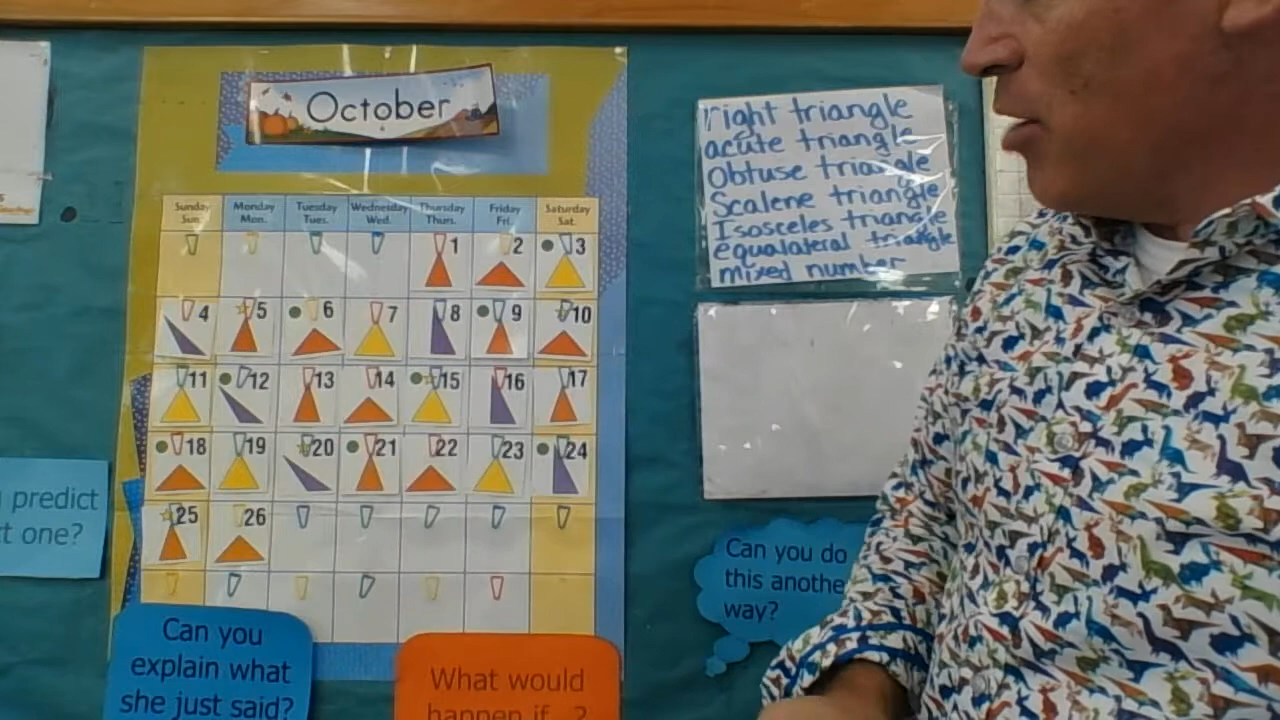 October
Sunday Monday Tuesday Wednesday Thursday Friday Saturday
Sun. Mon. Tues. Wed. Thurs. Fri. Sat.
1 2 3
4 5 6 7 8 9 10
11 12 13 14 15 16 17
18 19 20 21 22 23 24
25 26
right triangle
acute triangle
Obtuse triangle
Scalene triangle
Isosceles triangle
equalateral triangle
mixed number
predict
one?
Can you do
this anothe
way?
Can you
explain what
she just said?
What would
happen if...?